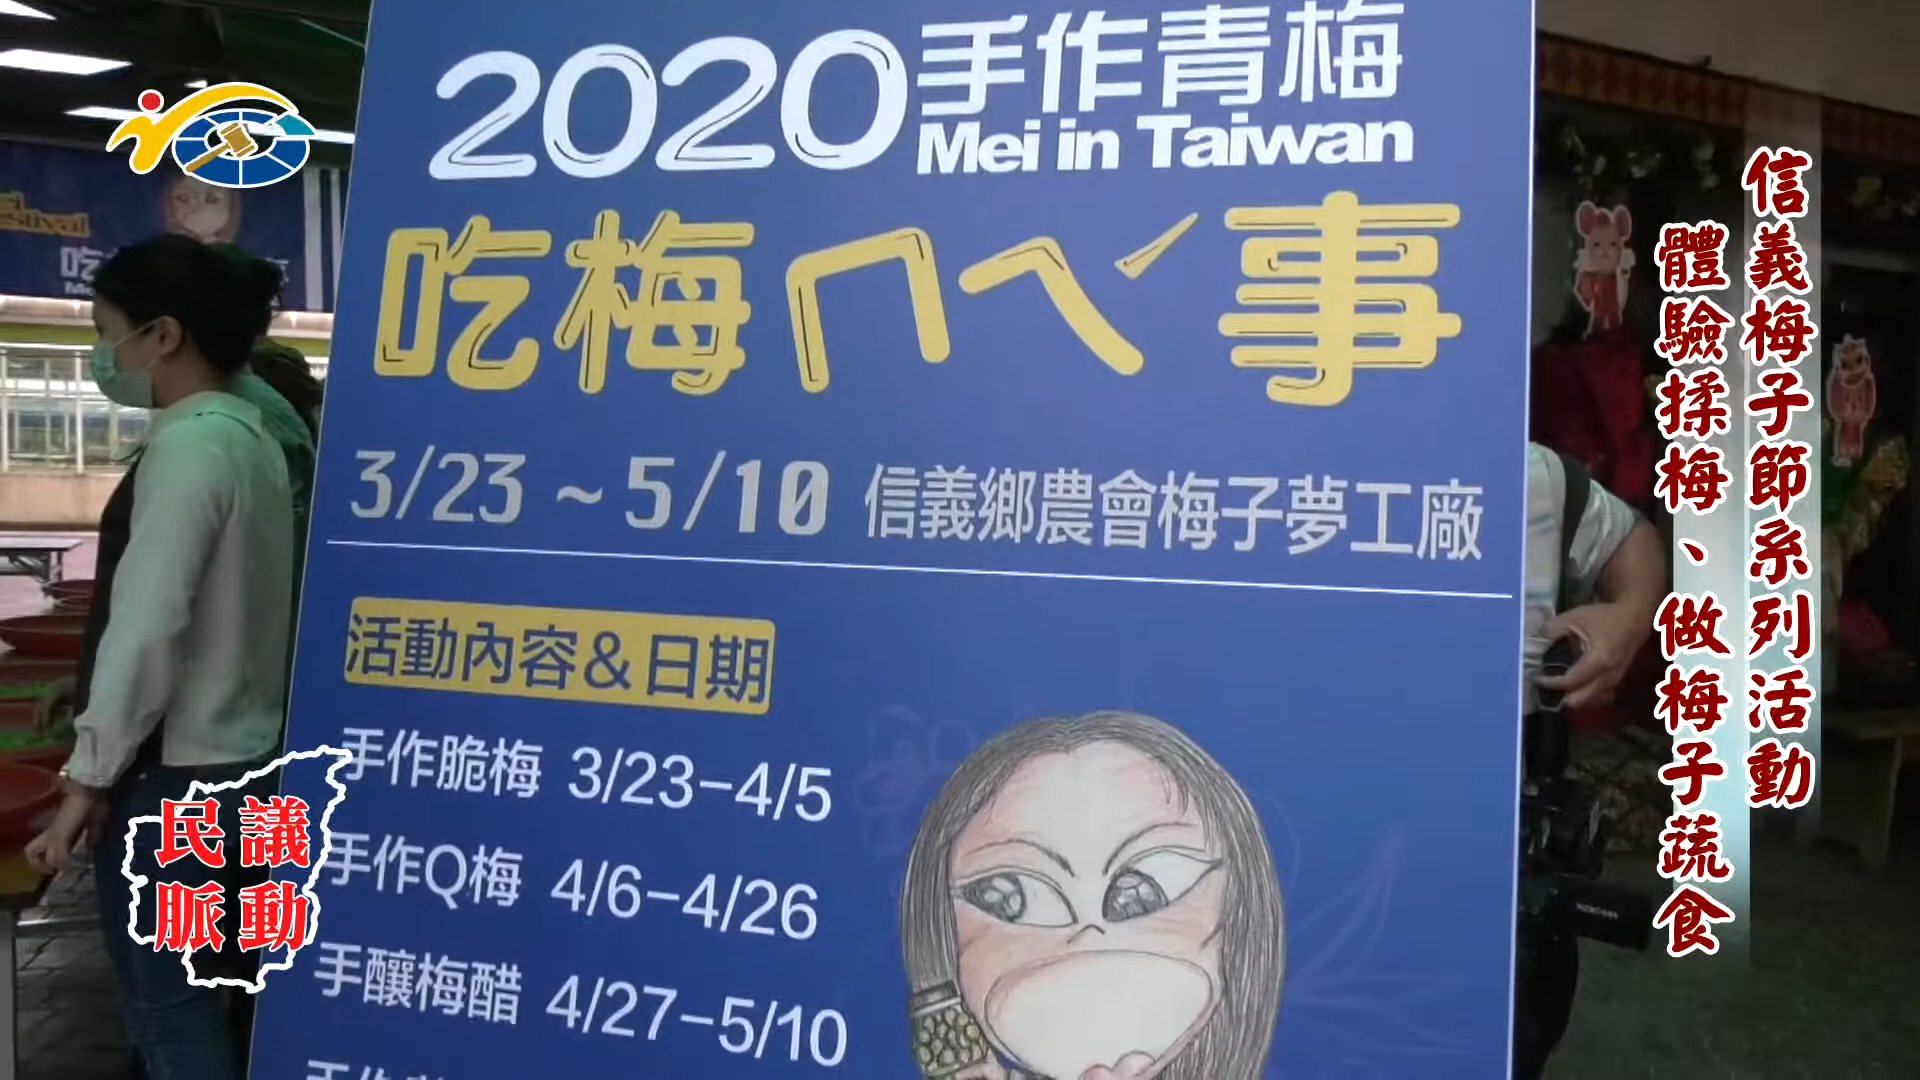 2020手作青梅
Mei in Taiwan
吃梅ㄇㄟˊ事
3/23~5/10 信義鄉農會梅子夢工廠
活動內容&日期
手作脆梅 3/23-4/5
手作Q梅 4/6-4/26
手釀梅醋 4/27-5/10
手作
信義梅子節系列活動
體驗揉梅、做梅子蔬食
民議
脈動
吃